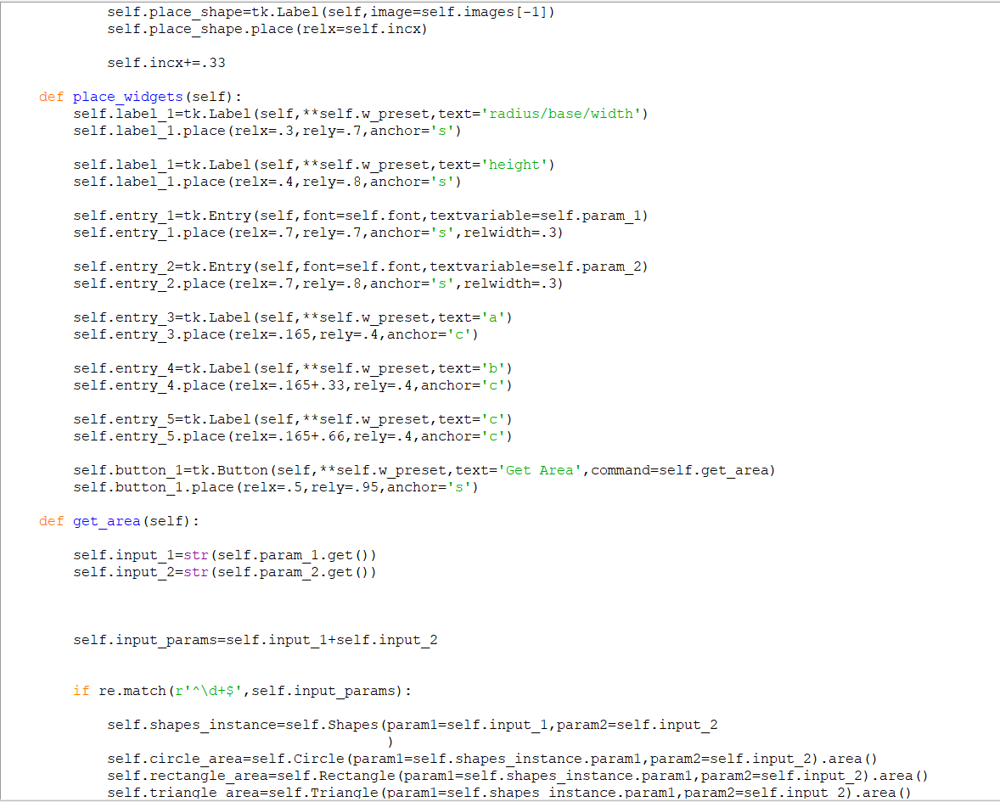 self.place_shape=tk.Label(self,image=self.images[-1])
self.place_shape.place(relx=self.incx)
self.incx+=.33
def place_widgets(self):
self.label_1=tk.Label(self,**self.w_preset,text='radius/base/width')
self.label_1.place(relx=.3,rely=.7,anchor='s')
self.label_1=tk.Label(self,**self.w_preset,text='height')
self.label_1.place(relx=.4,rely=.8,anchor='s')
self.entry_1=tk.Entry(self,font=self.font,textvariable=self.param_1)
self.entry_1.place(relx=.7,rely=.7,anchor='s',relwidth=.3)
self.entry_2=tk.Entry(self,font=self.font,textvariable=self.param_2)
self.entry_2.place(relx=.7,rely=.8,anchor='s',relwidth=.3)
self.entry_3=tk.Label(self,**self.w_preset,text='a')
self.entry_3.place(relx=.165,rely=.4,anchor='c')
self.entry_4=tk.Label(self,**self.w_preset,text='b')
self.entry_4.place(relx=.165+.33,rely=.4,anchor='c')
self.entry_5=tk.Label(self,**self.w_preset,text='c')
self.entry_5.place(relx=.165+.66,rely=.4,anchor='c')
self.button_1=tk.Button(self,**self.w_preset,text='Get Area',command=self.get_area)
self.button_1.place(relx=.5,rely=.95,anchor='s')
def get_area(self):
self.input_1=str(self.param_1.get())
self.input_2=str(self.param_2.get())
self.input_params=self.input_1+self.input_2
if re.match(r'^\d+$',self.input_params):
self.shapes_instance=self.Shapes(param1=self.input_1,param2=self.input_2
)
self.circle_area=self.Circle(param1=self.shapes_instance.param1,param2=self.input_2).area()
self.rectangle_area=self.Rectangle(param1=self.shapes_instance.param1,param2=self.input_2).area()
self.triangle_area=self.Triangle(param1=self.shapes_instance.param1,param2=self.input_2).area()